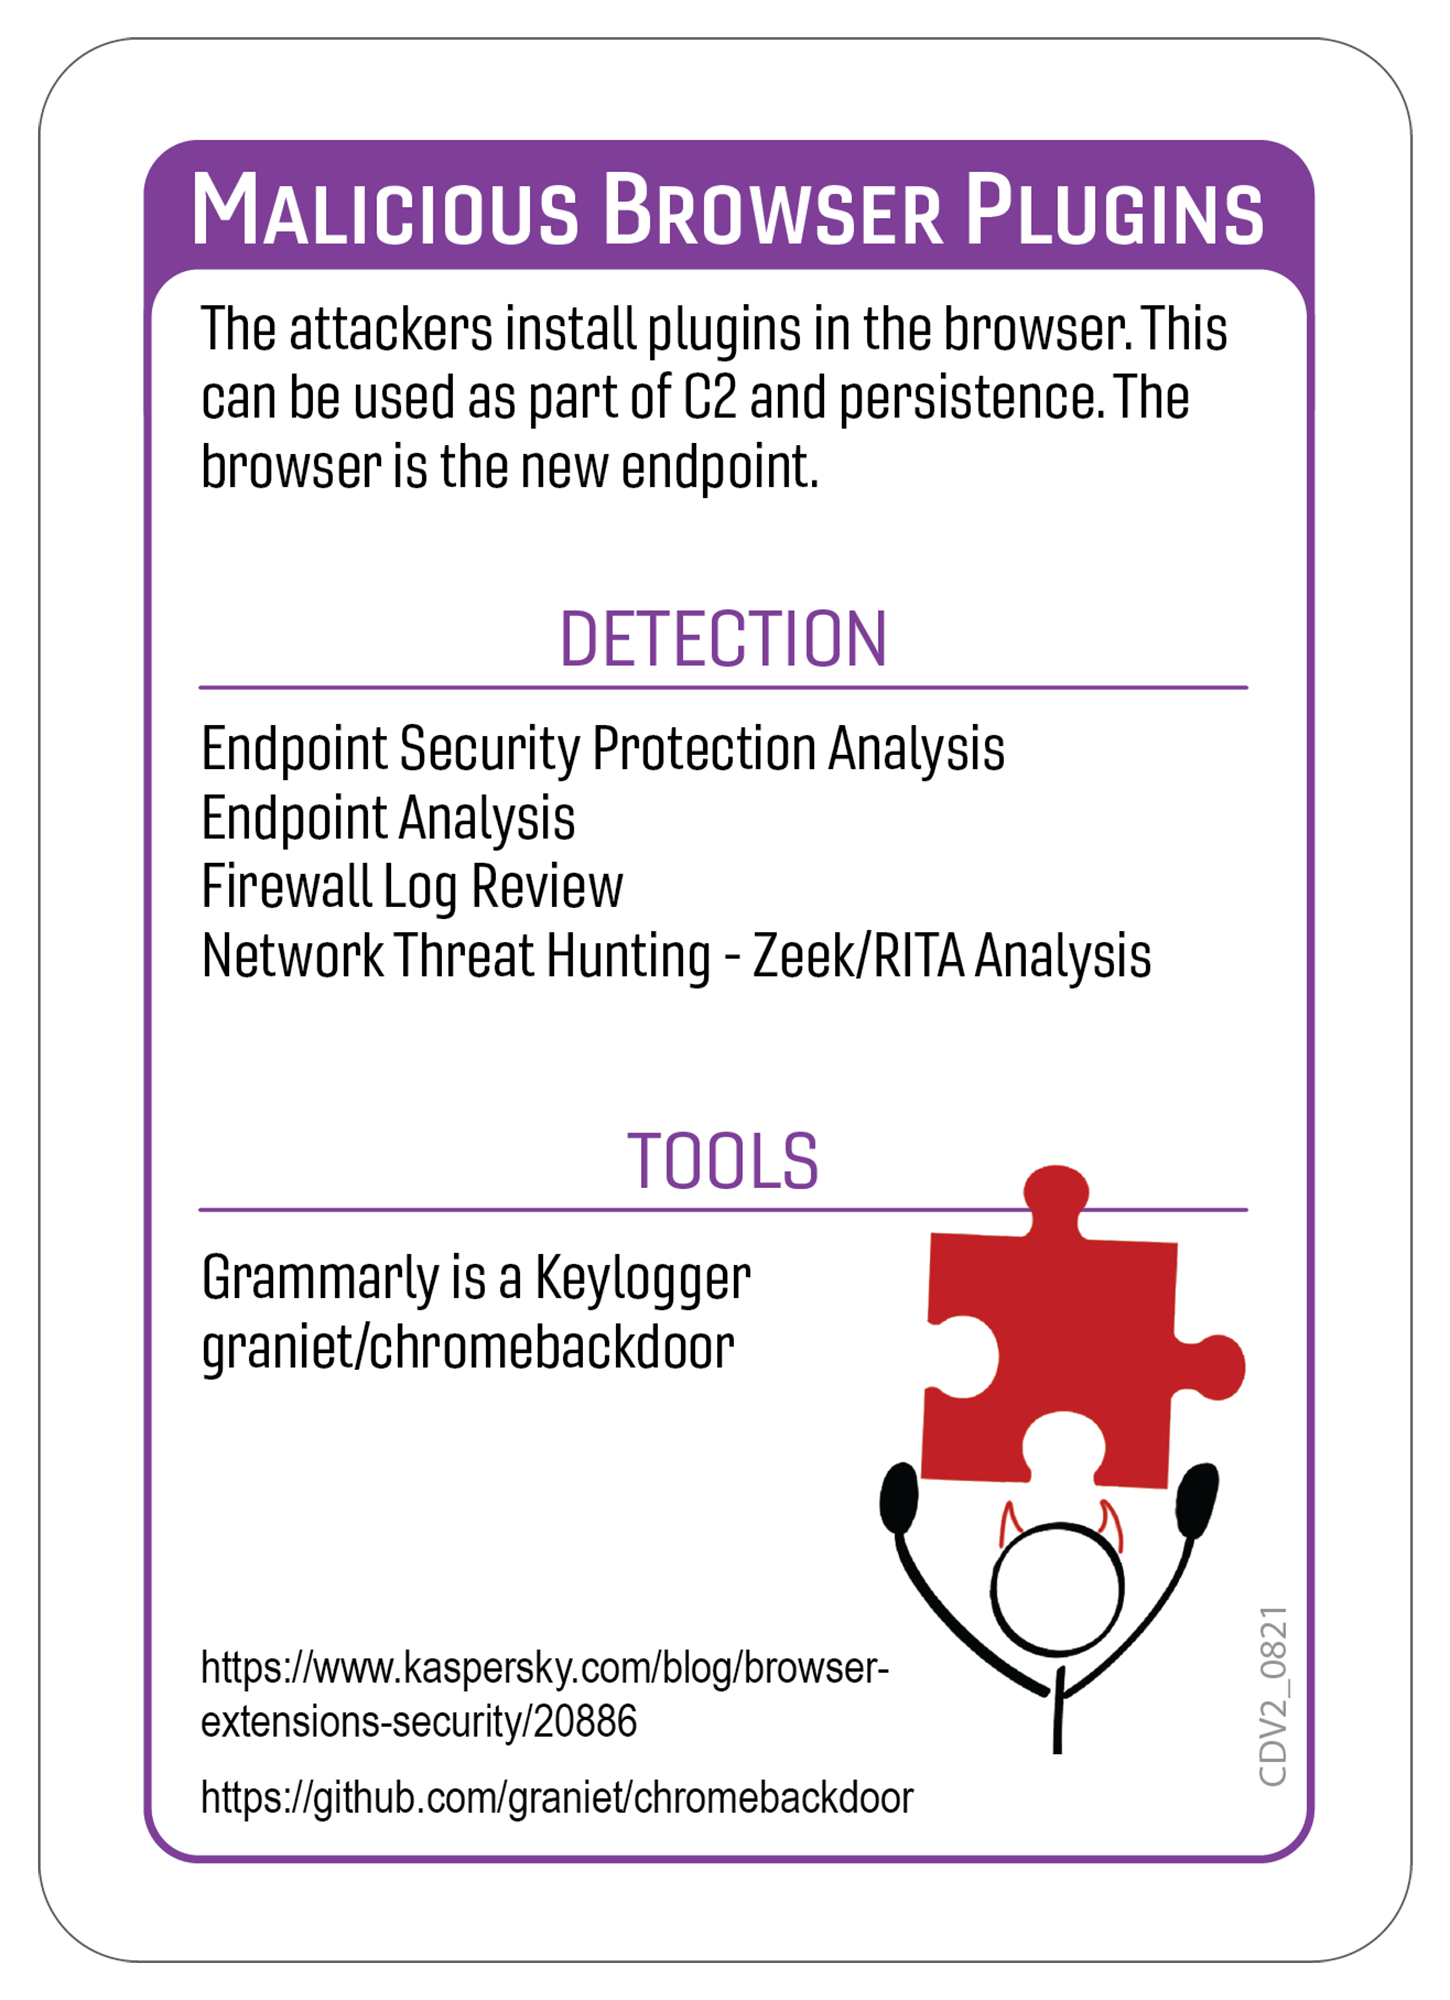 MALICIOUS BROWSER PLUGINS
The attackers install plugins in the browser. This
can be used as part of C2 and persistence. The
browser is the new endpoint.
DETECTION
Endpoint Security Protection Analysis
Endpoint Analysis
Firewall Log Review
Network Threat Hunting - Zeek/RITA Analysis
TOOLS
Grammarly is a Keylogger
graniet/chromebackdoor
https://www.kaspersky.com/blog/browser-
extensions-security/20886
https://github.com/graniet/chromebackdoor
CDV2_0821